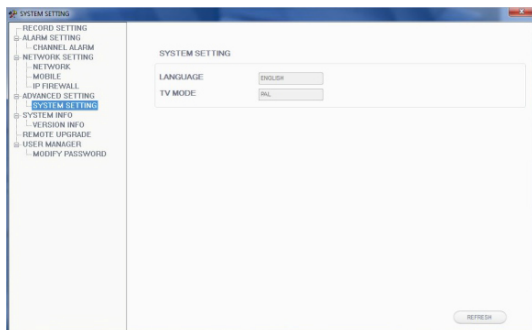 SYSTEM SETTING
RECORD SETTING
ALARM SETTING
CHANNEL ALARM
NETWORK SETTING
NETWORK
MOBILE
IP FIREWALL
ADVANCED SETTING
SYSTEM SETTING
SYSTEM INFO
VERSION INFO
REMOTE UPGRADE
USER MANAGER
MODIFY PASSWORD
SYSTEM SETTING
LANGUAGE ENGLISH
TV MODE PAL
REFRESH